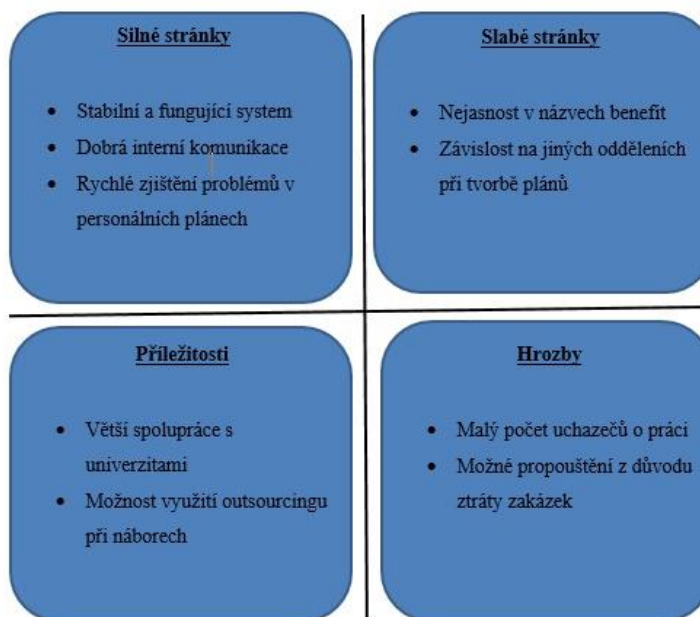 Silné stránky
• Stabilní a fungující system
• Dobrá interní komunikace
• Rychlé zjištění problémů v
personálních plánech
Slabé stránky
• Nejasnost v názvech benefit
• Závislost na jiných odděleních
při tvorbě plánů
Příležitosti
• Větší spolupráce s
univerzitami
• Možnost využití outsourcingu
při náborech
Hrozby
• Malý počet uchazečů o práci
• Možné propouštění z důvodu
ztráty zakázek